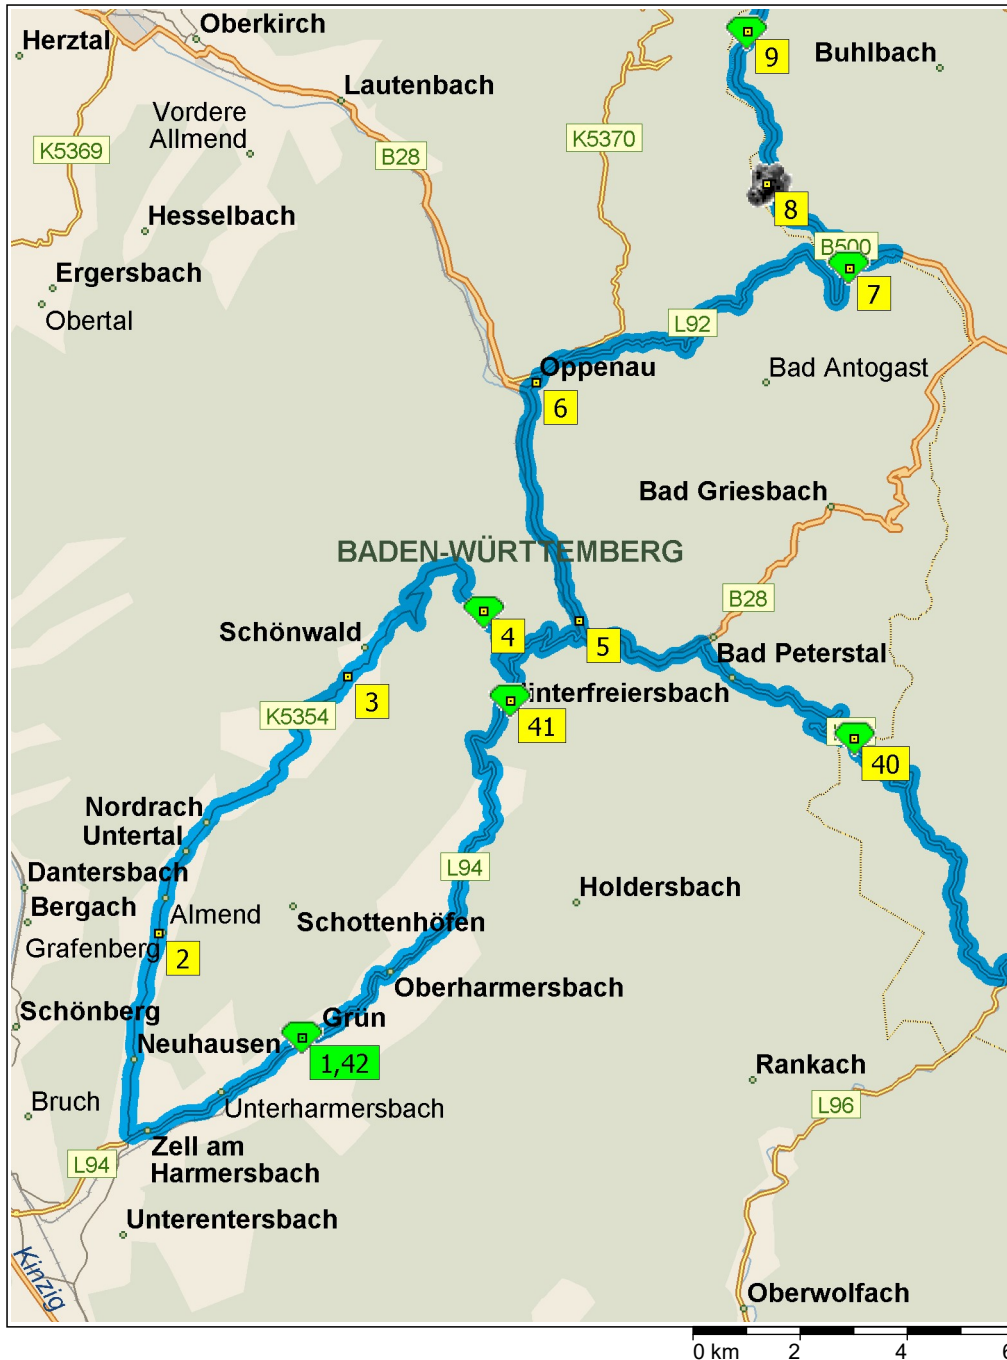 Oberkirch
Herztal
9
Buhlbach
Lautenbach
Vordere
Allmend
K5369
B28
K5370
8
Hesselbach
B500
Ergersbach
7
Obertal
L92
Oppenau
Bad Antogast
6
Bad Griesbach
BADEN-WÜRTTEMBERG
B28
Schönwald
4
5
Bad Peterstal
3
interfreiersbach
K5354
41
40
Nordrach
Untertal
Dantersbach
L94
Holdersbach
Bergach
Almend
Schottenhöfen
Grafenberg
2
Oberharmersbach
Schönberg
Grün
Neuhausen
1,42
Rankach
Bruch
Unterharmersbach
L96
Zell am
Harmersbach
L94
Unterentersbach
Kinzig
Oberwolfach
0 km 2 4